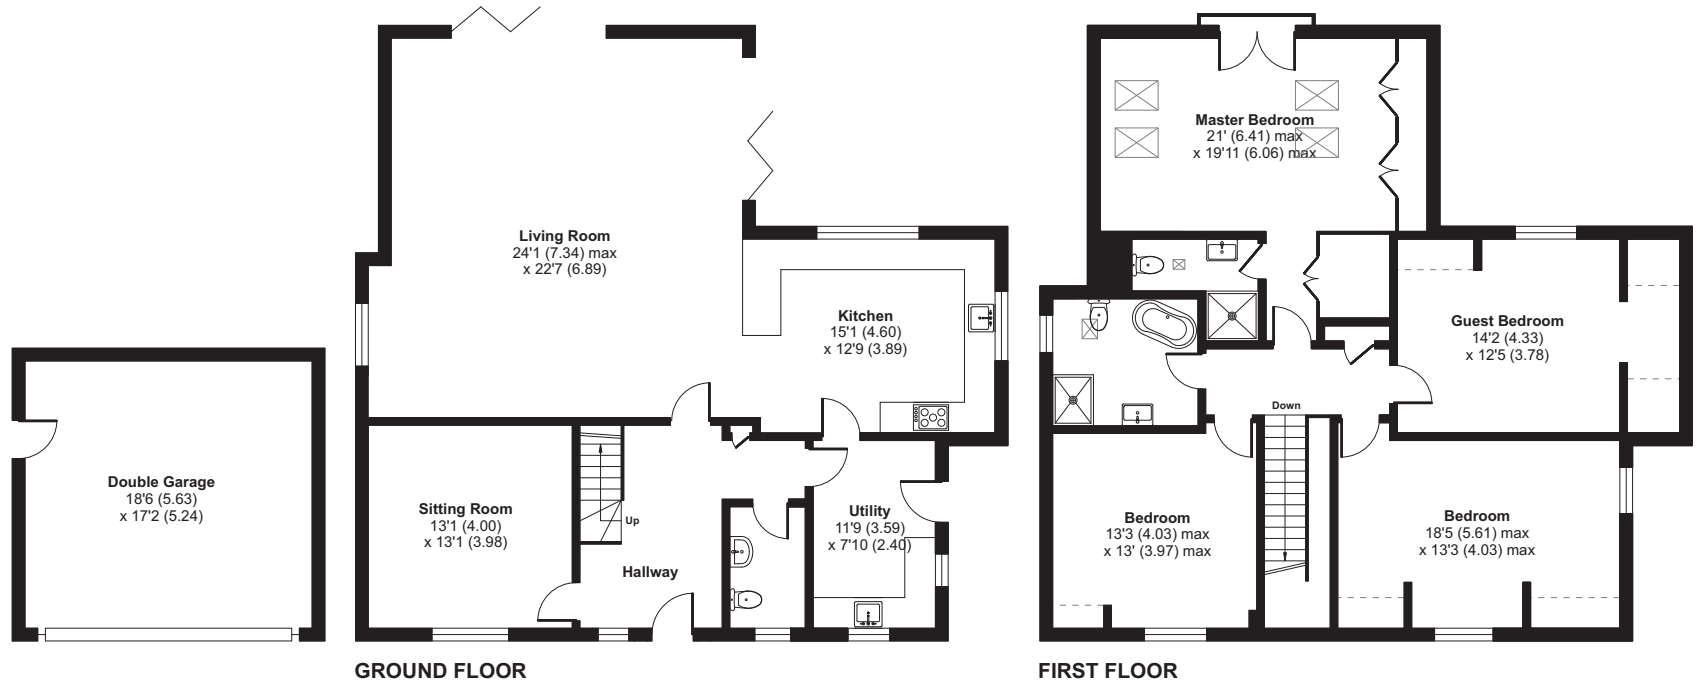 Double Garage
18'6 (5.63)
x 17'2 (5.24)
Living Room
24'1 (7.34) max
x 22'7 (6.89)
Kitchen
15'1 (4.60)
x 12'9 (3.89)
Sitting Room
13'1 (4.00)
x 13'1 (3.98)
Up
Hallway
Utility
11'9 (3.59)
x 7'10 (2.40)
GROUND FLOOR
Master Bedroom
21' (6.41) max
x 19'11 (6.06) max
Guest Bedroom
14'2 (4.33)
x 12'5 (3.78)
Down
Bedroom
13'3 (4.03) max
x 13' (3.97) max
Bedroom
18'5 (5.61) max
x 13'3 (4.03) max
FIRST FLOOR